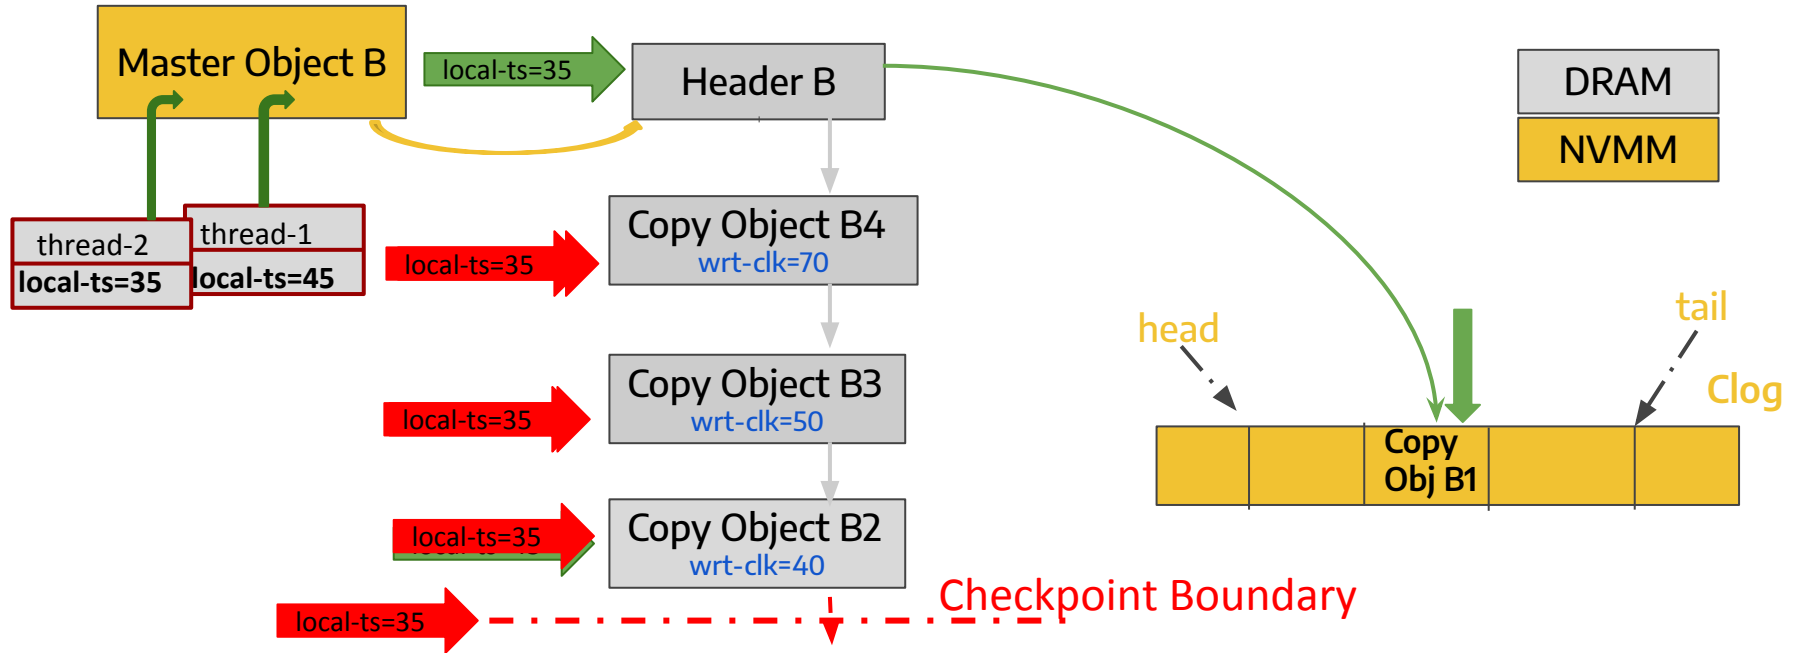 Master Object B
local-ts=35
Header B
DRAM
NVMM
thread-2
local-ts=35
thread-1
local-ts=45
local-ts=35
Copy Object B4
wrt-clk=70
head
tail
Clog
local-ts=35
Copy Object B3
wrt-clk=50
Copy
Obj B1
local-ts=35
Copy Object B2
wrt-clk=40
local-ts=35
Checkpoint Boundary